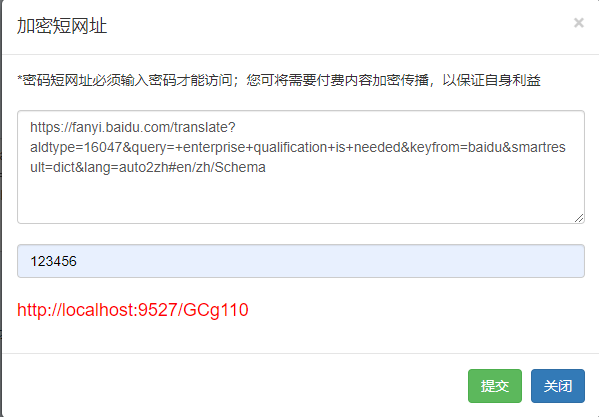 加密短网址
×
*密码短网址必须输入密码才能访问；您可将需要付费内容加密传播，以保证自身利益
https://fanyi.baidu.com/translate?
aldtype=16047&query=+enterprise+qualification+is+needed&keyfrom=baidu&smartres
ult=dict&lang=auto2zh#en/zh/Schema
123456
http://localhost:9527/GCg110
提交 关闭